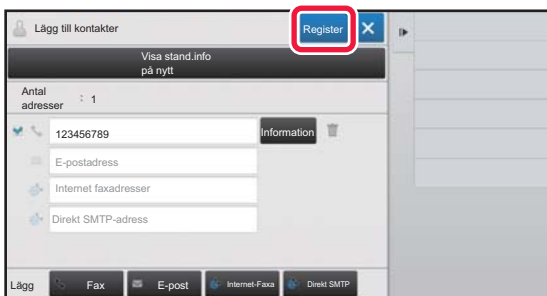 Lägg till kontakter
Register
Visa stand.info
på nytt
Antal
adresser : 1
123456789
Information
E-postadress
Internet faxadresser
Direkt SMTP-adress
Lägg
Fax
E-post
Internet-Faxa
Direkt SMTP